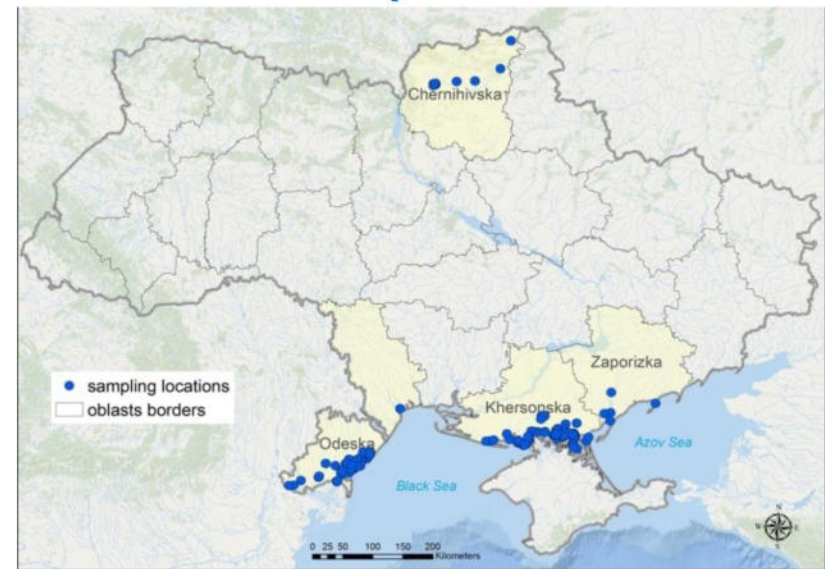 Chernihivska
Zaporizka
sampling locations
oblasts borders
Khersonska
Odeska
Azov Sea
Black Sea
0 25 50 100 150 200
Kilometers